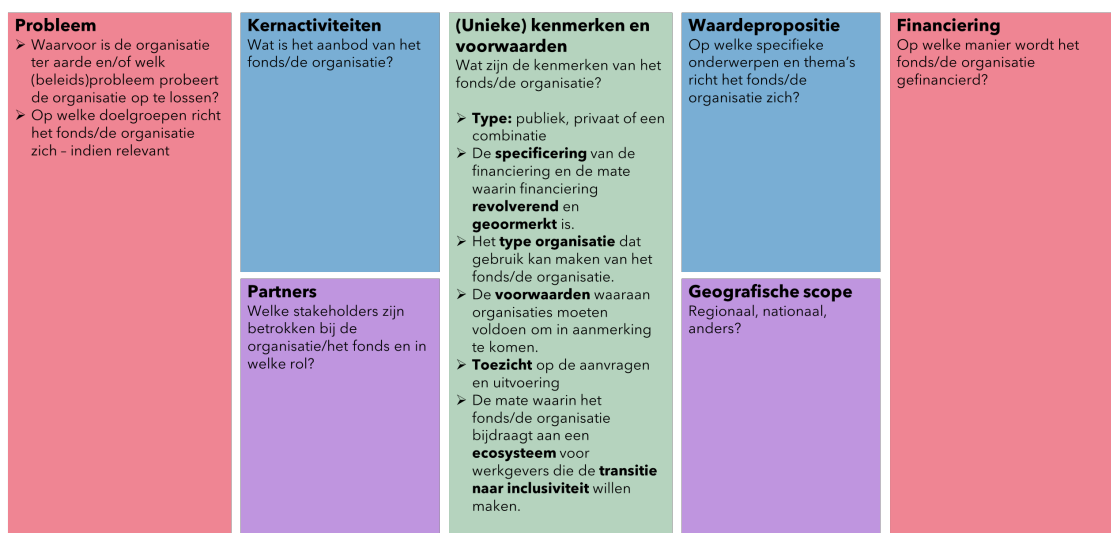 Probleem
➢ Waarvoor is de organisatie
ter aarde en/of welk
(beleids)probleem probeert
de organisatie op te lossen?
➢ Op welke doelgroepen richt
het fonds/de organisatie
zich – indien relevant
Kernactiviteiten
Wat is het aanbod van het
fonds/de organisatie?
Partners
Welke stakeholders zijn
betrokken bij de
organisatie/het fonds en in
welke rol?
(Unieke) kenmerken en
voorwaarden
Wat zijn de kenmerken van het
fonds/de organisatie?
➢ Type: publiek, privaat of een
combinatie
➢ De specificering van de
financiering en de mate
waarin financiering
revolverend en
geoormerkt is.
➢ Het type organisatie dat
gebruik kan maken van het
fonds/de organisatie.
➢ De voorwaarden waaraan
organisaties moeten
voldoen om in aanmerking
te komen.
➢ Toezicht op de aanvragen
en uitvoering
➢ De mate waarin het
fonds/de organisatie
bijdraagt aan een
ecosysteem voor
werkgevers die de transitie
naar inclusiviteit willen
maken.
Waardepropositie
Op welke specifieke
onderwerpen en thema’s
richt het fonds/de
organisatie zich?
Geografische scope
Regionaal, nationaal,
anders?
Financiering
Op welke manier wordt het
fonds/de organisatie
gefinancierd?